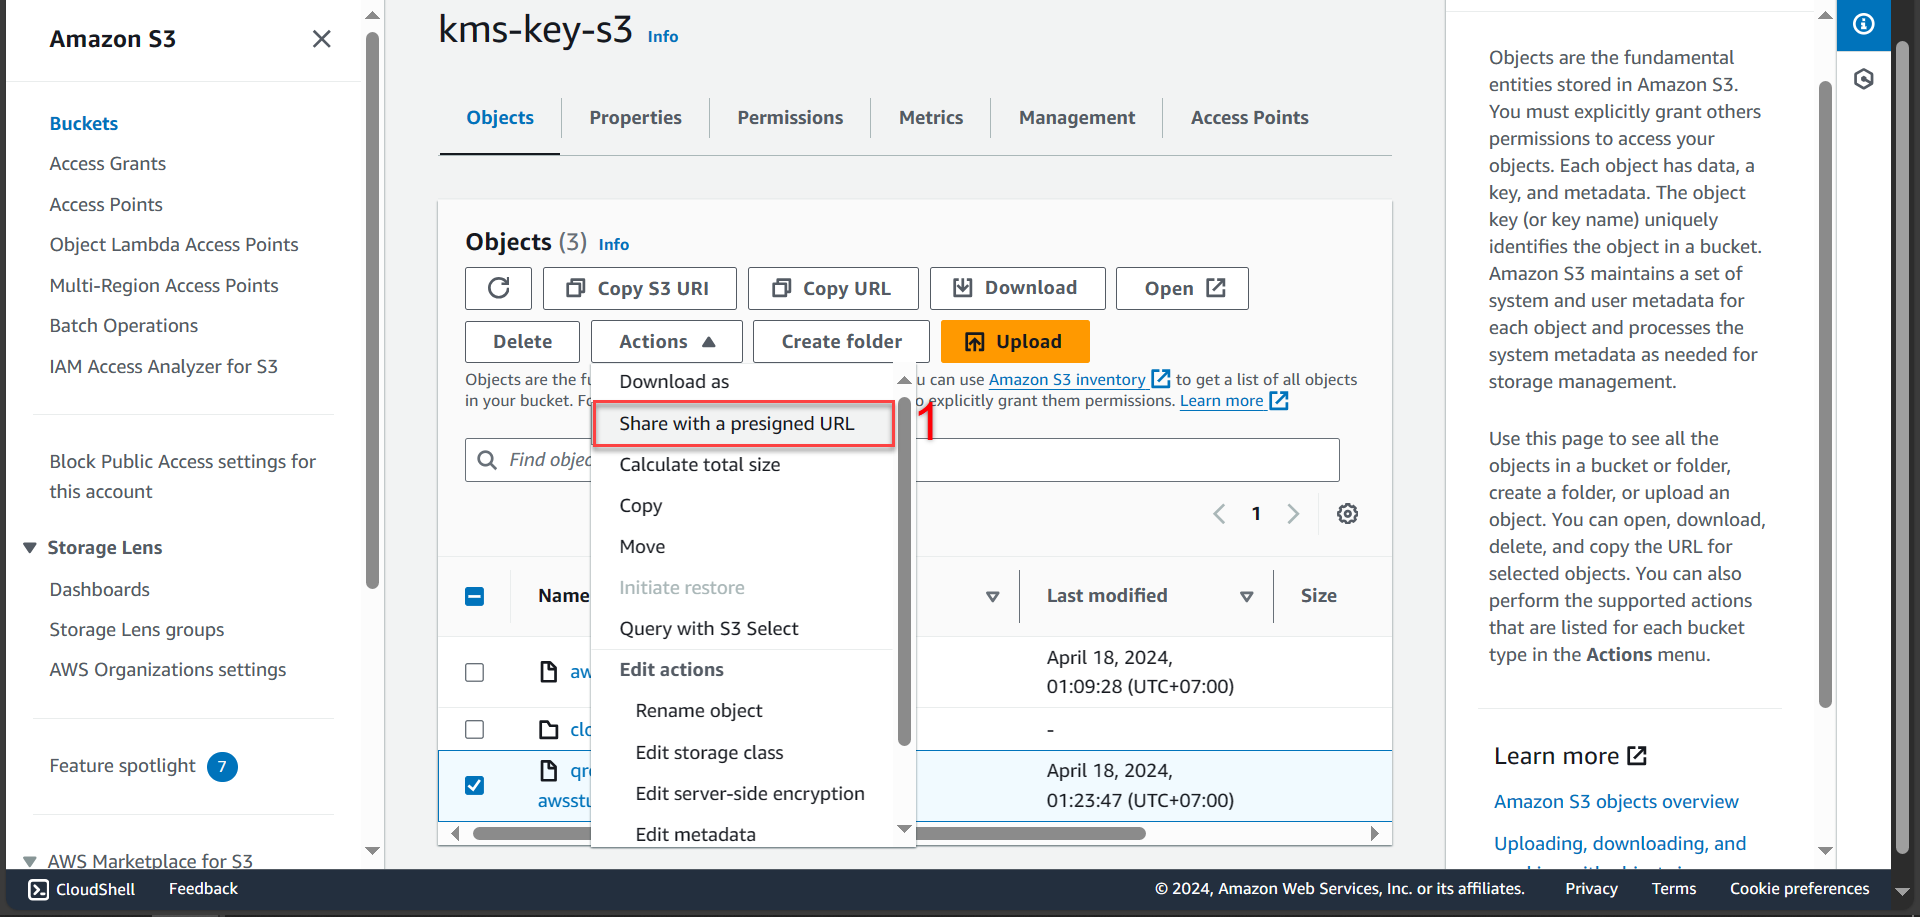 Amazon S3
Buckets
Access Grants
Access Points
Object Lambda Access Points
Multi-Region Access Points
Batch Operations
IAM Access Analyzer for S3
Block Public Access settings for
this account
Storage Lens
Dashboards
Storage Lens groups
AWS Organizations settings
Feature spotlight 7
AWS Marketplace for S3
kms-key-s3 Info
Objects Properties Permissions Metrics Management Access Points
Objects (3) Info
Copy S3 URI Copy URL Download Open
Delete Actions Create folder Upload
Objects are the fu
u can use Amazon S3 inventory to get a list of all objects
in your bucket. Fo
o explicitly grant them permissions. Learn more
Download as
Share with a presigned URL 1
Calculate total size
Copy
Move
Initiate restore
Query with S3 Select
Edit actions
Rename object
Edit storage class
Edit server-side encryption
Edit metadata
Find objec
1
Name Last modified Size
aw
April 18, 2024,
01:09:28 (UTC+07:00)
clo
-
qr
awsstu
April 18, 2024,
01:23:47 (UTC+07:00)
Objects are the fundamental
entities stored in Amazon S3.
You must explicitly grant others
permissions to access your
objects. Each object has data, a
key, and metadata. The object
key (or key name) uniquely
identifies the object in a bucket.
Amazon S3 maintains a set of
system and user metadata for
each object and processes the
system metadata as needed for
storage management.
Use this page to see all the
objects in a bucket or folder,
create a folder, or upload an
object. You can open, download,
delete, and copy the URL for
selected objects. You can also
perform the supported actions
that are listed for each bucket
type in the Actions menu.
Learn more
Amazon S3 objects overview
Uploading, downloading, and
CloudShell Feedback © 2024, Amazon Web Services, Inc. or its affiliates. Privacy Terms Cookie preferences